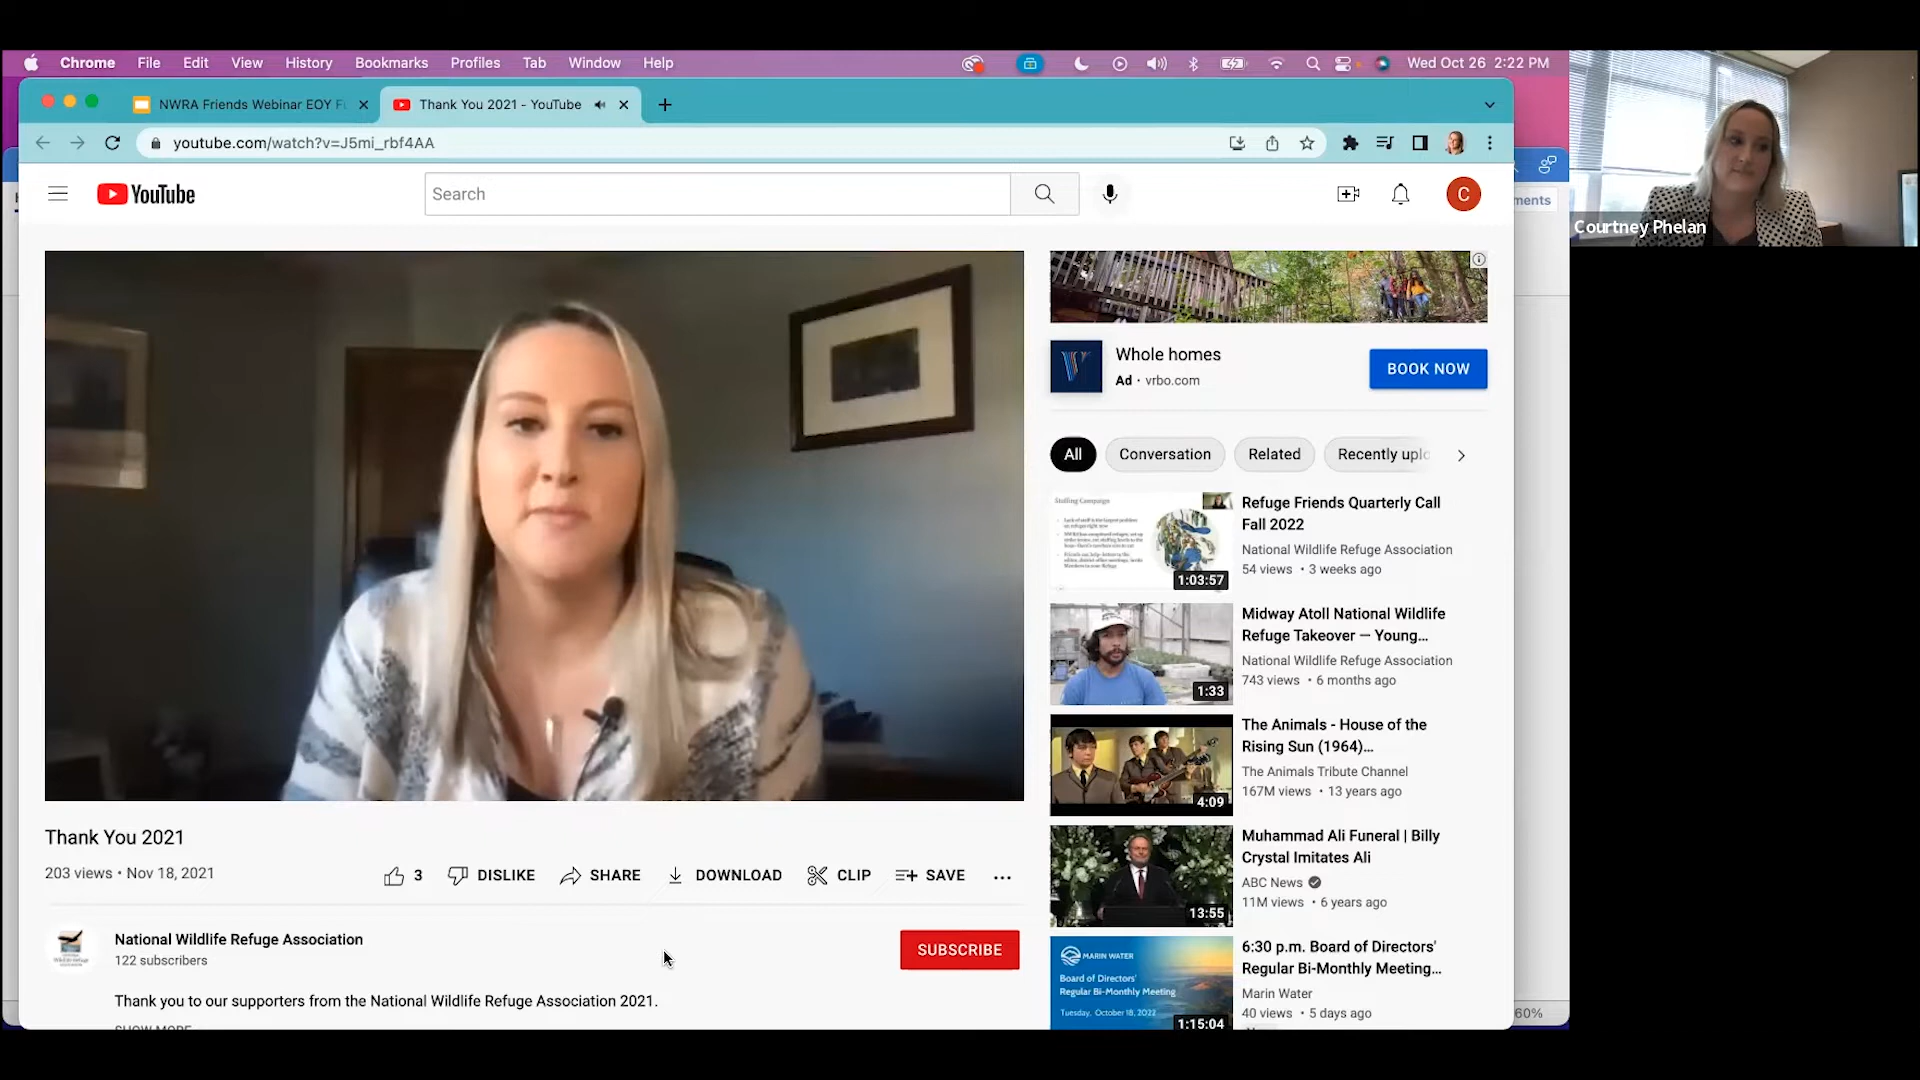 Chrome File Edit View History Bookmarks Profiles Tab Window Help Wed Oct 26 2:22 PM
NWRA Friends Webinar EOY Fu
Thank You 2021 - YouTube
youtube.com/watch?v=J5mi_rbf4AA
YouTube
Search
C
ments
Courtney Phelan
Whole homes
Ad · vrbo.com
BOOK NOW
All Conversation Related Recently uplo
Staffing Campaign
1:03:57
Refuge Friends Quarterly Call
Fall 2022
National Wildlife Refuge Association
54 views • 3 weeks ago
1:33
Midway Atoll National Wildlife
Refuge Takeover — Young...
National Wildlife Refuge Association
743 views • 6 months ago
4:09
The Animals - House of the
Rising Sun (1964)...
The Animals Tribute Channel
167M views • 13 years ago
13:55
Muhammad Ali Funeral | Billy
Crystal Imitates Ali
ABC News
11M views • 6 years ago
MARIN WATER
Board of Directors'
Regular Bi-Monthly Meeting
Tuesday, October 18, 2022
1:15:04
6:30 p.m. Board of Directors'
Regular Bi-Monthly Meeting...
Marin Water
40 views • 5 days ago
Thank You 2021
203 views • Nov 18, 2021
3 DISLIKE SHARE DOWNLOAD CLIP SAVE ...
National Wildlife Refuge Association
122 subscribers
SUBSCRIBE
Thank you to our supporters from the National Wildlife Refuge Association 2021.
SHOW MORE
60%